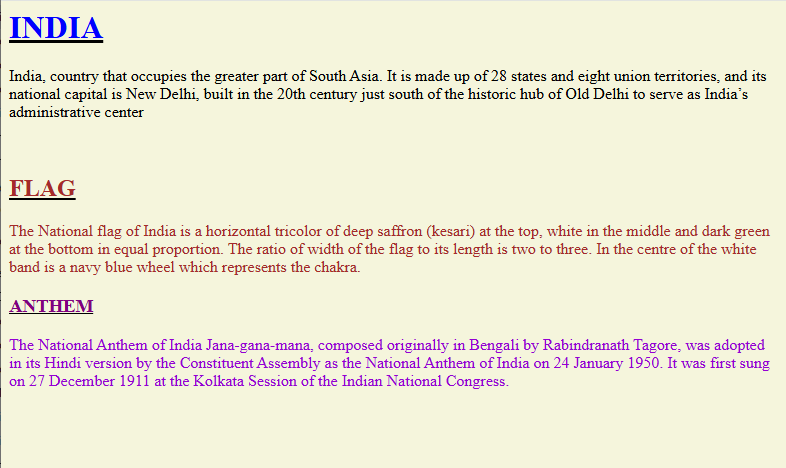 INDIA
India, country that occupies the greater part of South Asia. It is made up of 28 states and eight union territories, and its
national capital is New Delhi, built in the 20th century just south of the historic hub of Old Delhi to serve as India’s
administrative center
FLAG
The National flag of India is a horizontal tricolor of deep saffron (kesari) at the top, white in the middle and dark green
at the bottom in equal proportion. The ratio of width of the flag to its length is two to three. In the centre of the white
band is a navy blue wheel which represents the chakra.
ANTHEM
The National Anthem of India Jana-gana-mana, composed originally in Bengali by Rabindranath Tagore, was adopted
in its Hindi version by the Constituent Assembly as the National Anthem of India on 24 January 1950. It was first sung
on 27 December 1911 at the Kolkata Session of the Indian National Congress.